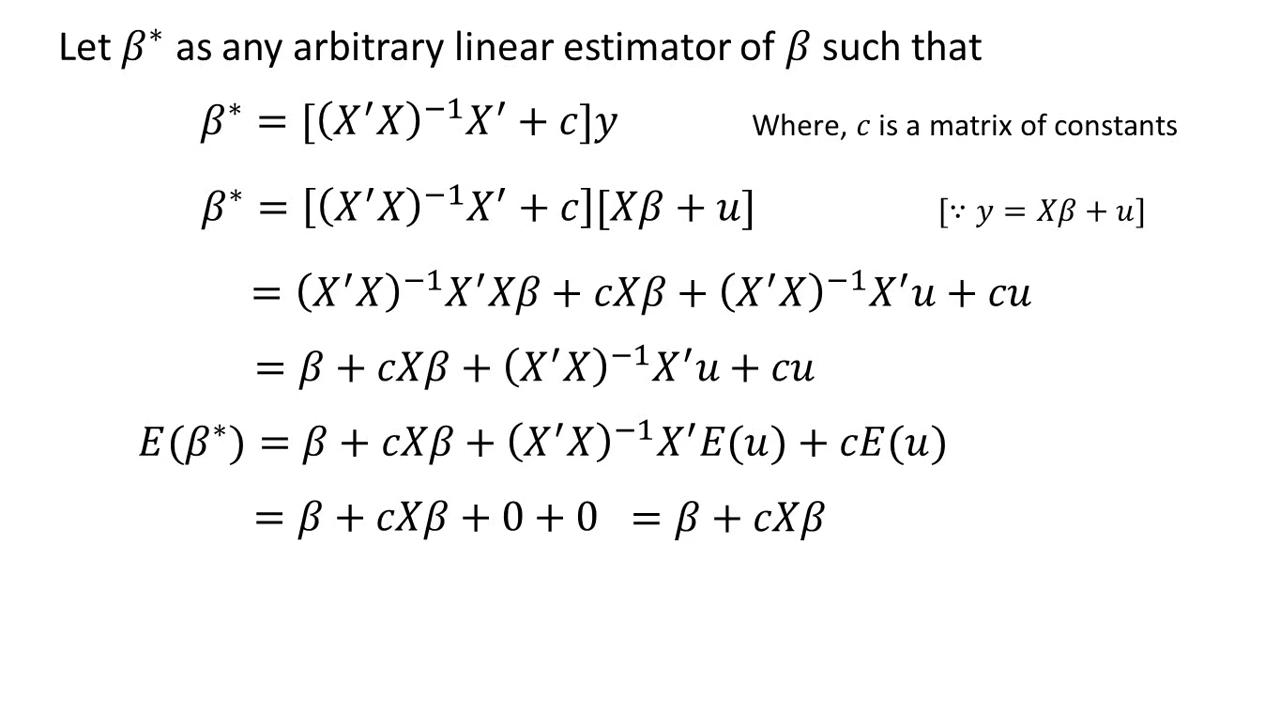 Let β* as any arbitrary linear estimator of β such that
β* = [(X′X)⁻¹X′ + c]y Where, c is a matrix of constants
β* = [(X′X)⁻¹X′ + c][Xβ + u] [∵ y = Xβ + u]
= (X′X)⁻¹X′Xβ + cXβ + (X′X)⁻¹X′u + cu
= β + cXβ + (X′X)⁻¹X′u + cu
E(β*) = β + cXβ + (X′X)⁻¹X′E(u) + cE(u)
= β + cXβ + 0 + 0 = β + cXβ